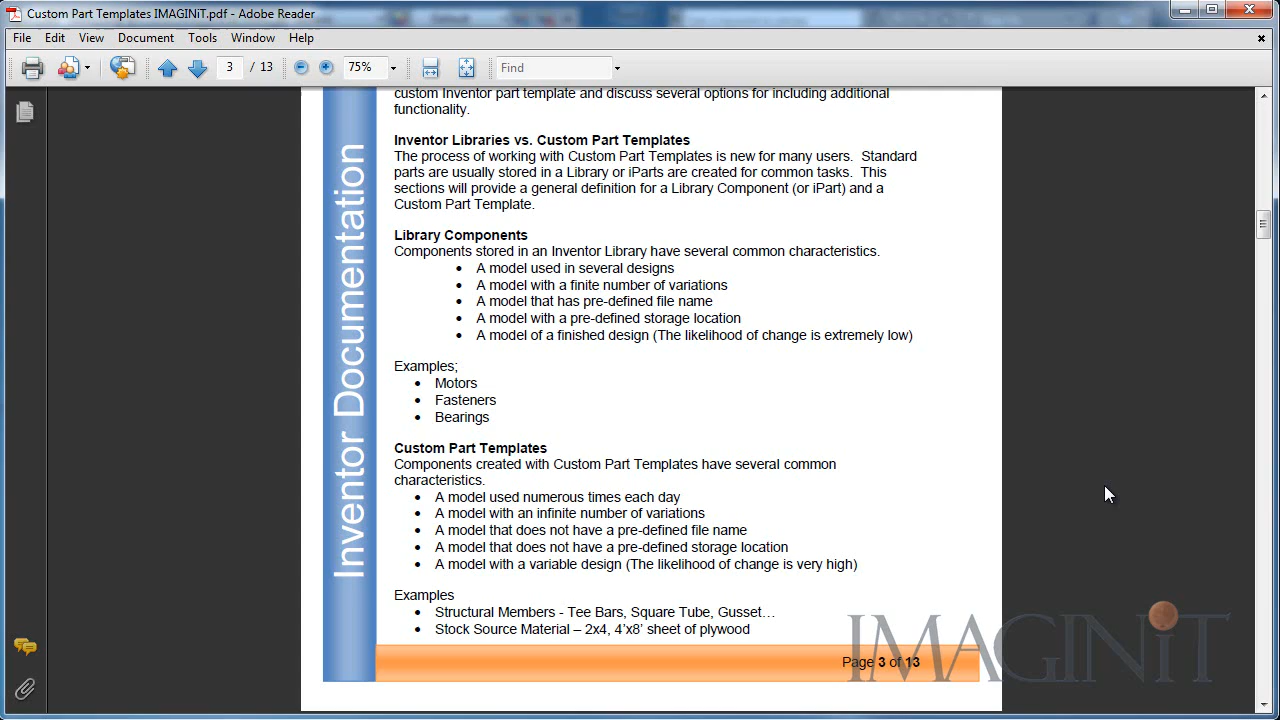 Custom Part Templates IMAGINiT.pdf - Adobe Reader
File Edit View Document Tools Window Help
3 / 13 75% Find
custom Inventor part template and discuss several options for including additional
functionality.
Inventor Libraries vs. Custom Part Templates
The process of working with Custom Part Templates is new for many users. Standard
parts are usually stored in a Library or iParts are created for common tasks. This
sections will provide a general definition for a Library Component (or iPart) and a
Custom Part Template.
Library Components
Components stored in an Inventor Library have several common characteristics.
• A model used in several designs
• A model with a finite number of variations
• A model that has pre-defined file name
• A model with a pre-defined storage location
• A model of a finished design (The likelihood of change is extremely low)
Examples;
• Motors
• Fasteners
• Bearings
Custom Part Templates
Components created with Custom Part Templates have several common
characteristics.
• A model used numerous times each day
• A model with an infinite number of variations
• A model that does not have a pre-defined file name
• A model that does not have a pre-defined storage location
• A model with a variable design (The likelihood of change is very high)
Examples
• Structural Members - Tee Bars, Square Tube, Gusset…
• Stock Source Material – 2x4, 4'x8' sheet of plywood
Page 3 of 13
Inventor Documentation
IMAGINiT